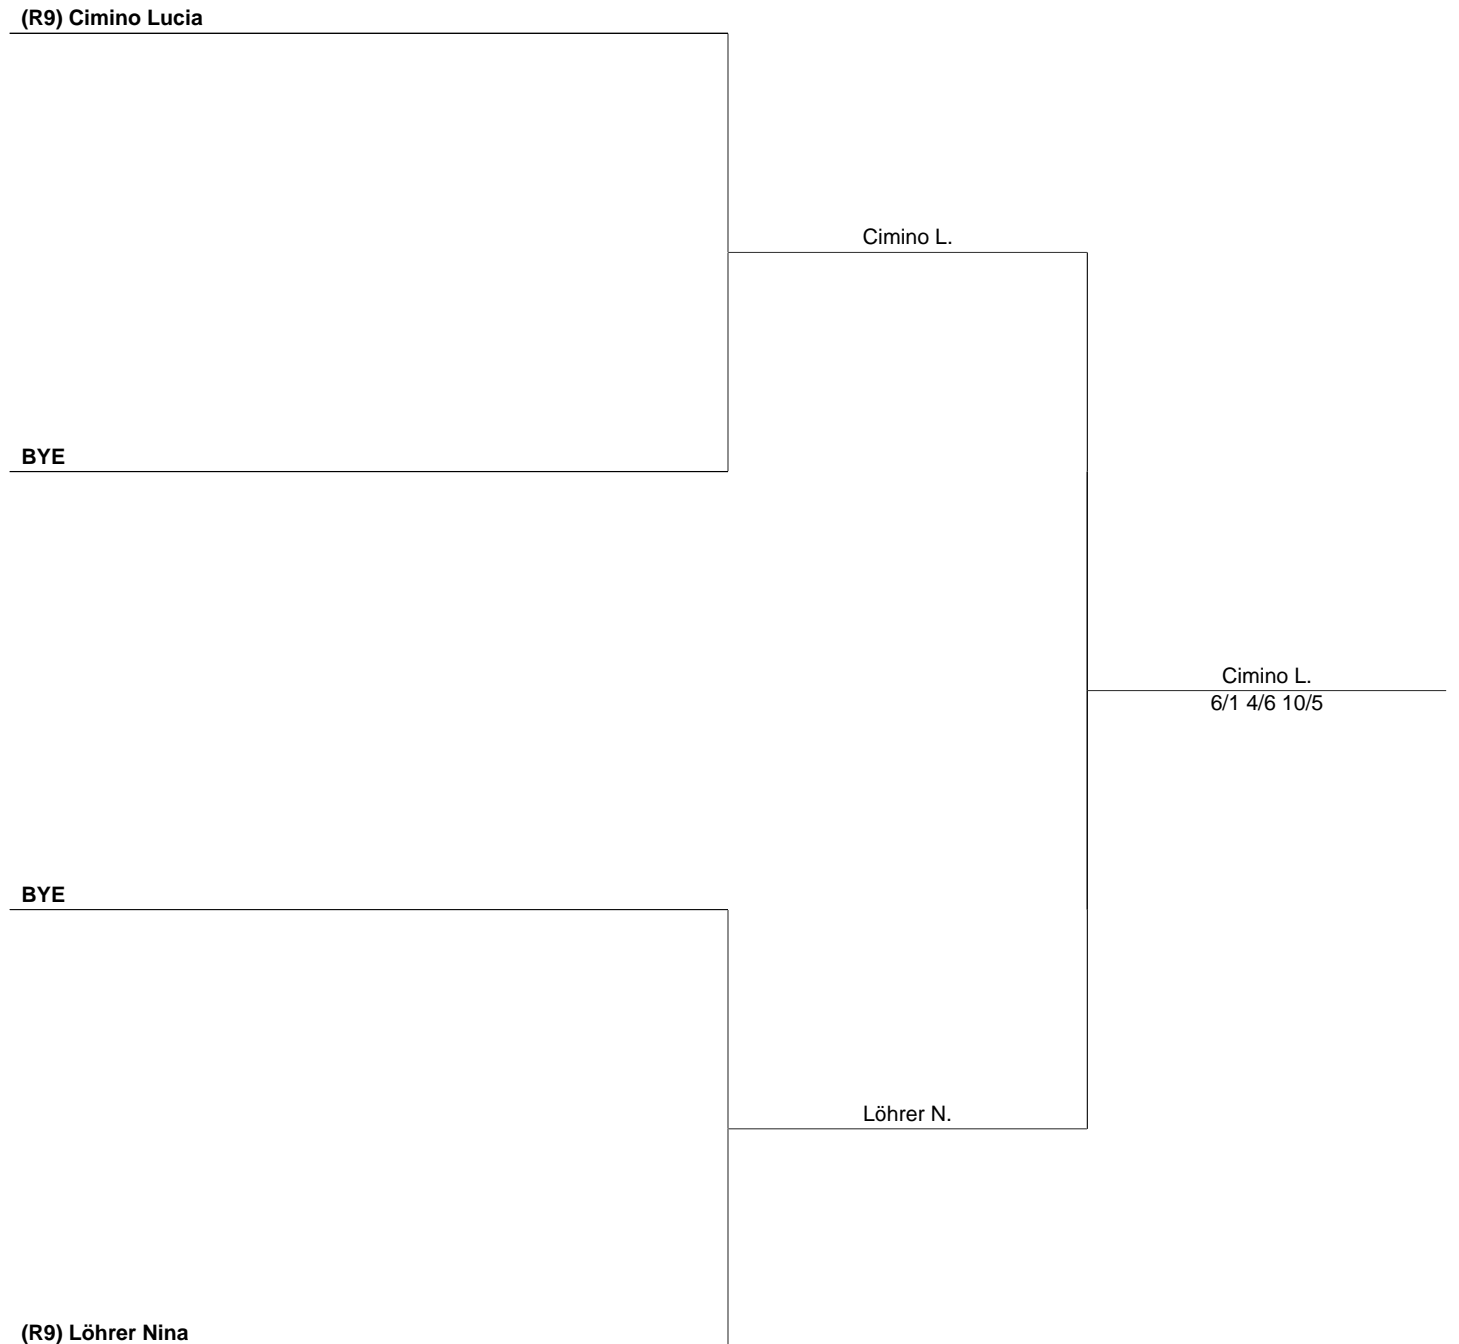 (R9) Cimino Lucia
Cimino L.
BYE
Cimino L.
6/1 4/6 10/5
BYE
Löhrer N.
(R9) Löhrer Nina